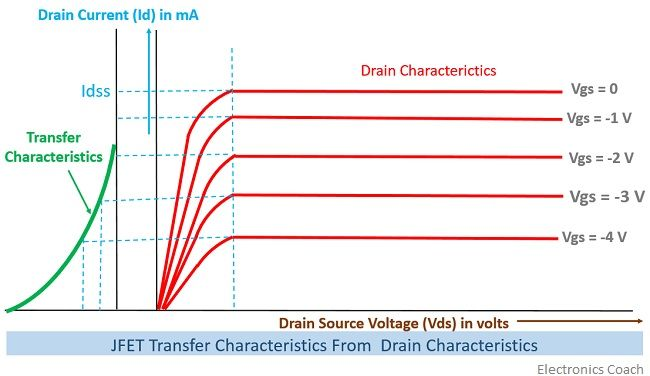 Drain Current (Id) in mA
Drain Characterictics
Idss
Vgs = 0
Vgs = -1 V
Transfer
Characteristics
Vgs = -2 V
Vgs = -3 V
Vgs = -4 V
Drain Source Voltage (Vds) in volts
JFET Transfer Characteristics From Drain Characteristics
Electronics Coach